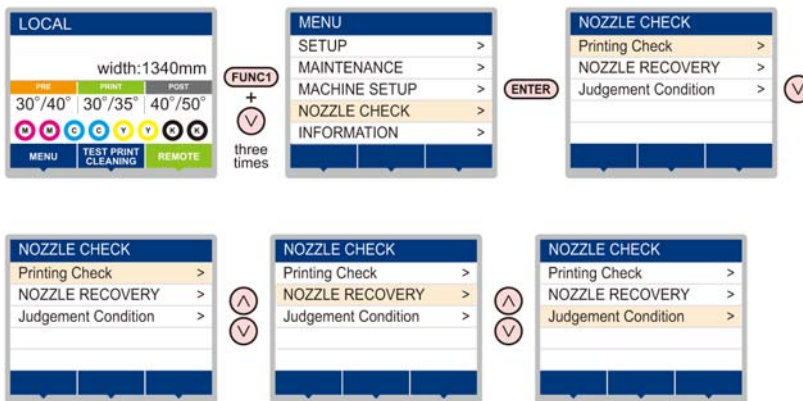 LOCAL
width:1340mm
PRE PRINT POST
30°/40° 30°/35° 40°/50°
M M C C Y Y K K
MENU TEST PRINT CLEANING REMOTE
FUNC1
+
three
times
MENU
SETUP >
MAINTENANCE >
MACHINE SETUP >
NOZZLE CHECK >
INFORMATION >
ENTER
NOZZLE CHECK
Printing Check >
NOZZLE RECOVERY >
Judgement Condition >
NOZZLE CHECK
Printing Check >
NOZZLE RECOVERY >
Judgement Condition >
NOZZLE CHECK
Printing Check >
NOZZLE RECOVERY >
Judgement Condition >
NOZZLE CHECK
Printing Check >
NOZZLE RECOVERY >
Judgement Condition >